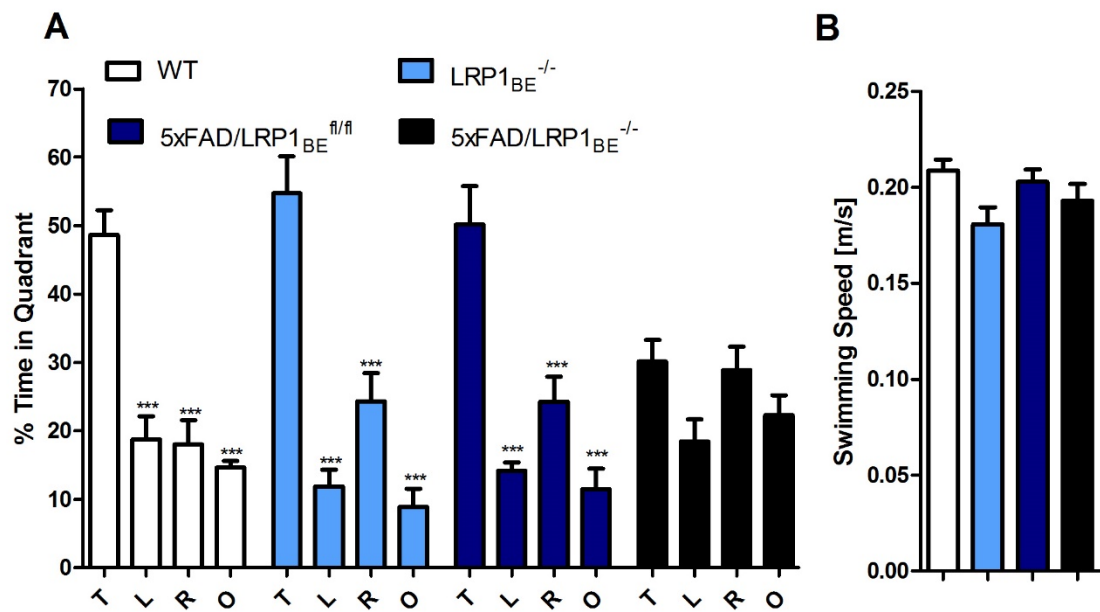 A
B
WT
LRP1BE-/-
5xFAD/LRP1BEfl/fl
5xFAD/LRP1BE-/-
% Time in Quadrant
70
60
50
40
30
20
10
0
*** *** ***
*** *** ***
*** *** ***
T L R O T L R O T L R O T L R O
Swimming Speed [m/s]
0.25
0.20
0.15
0.10
0.05
0.00